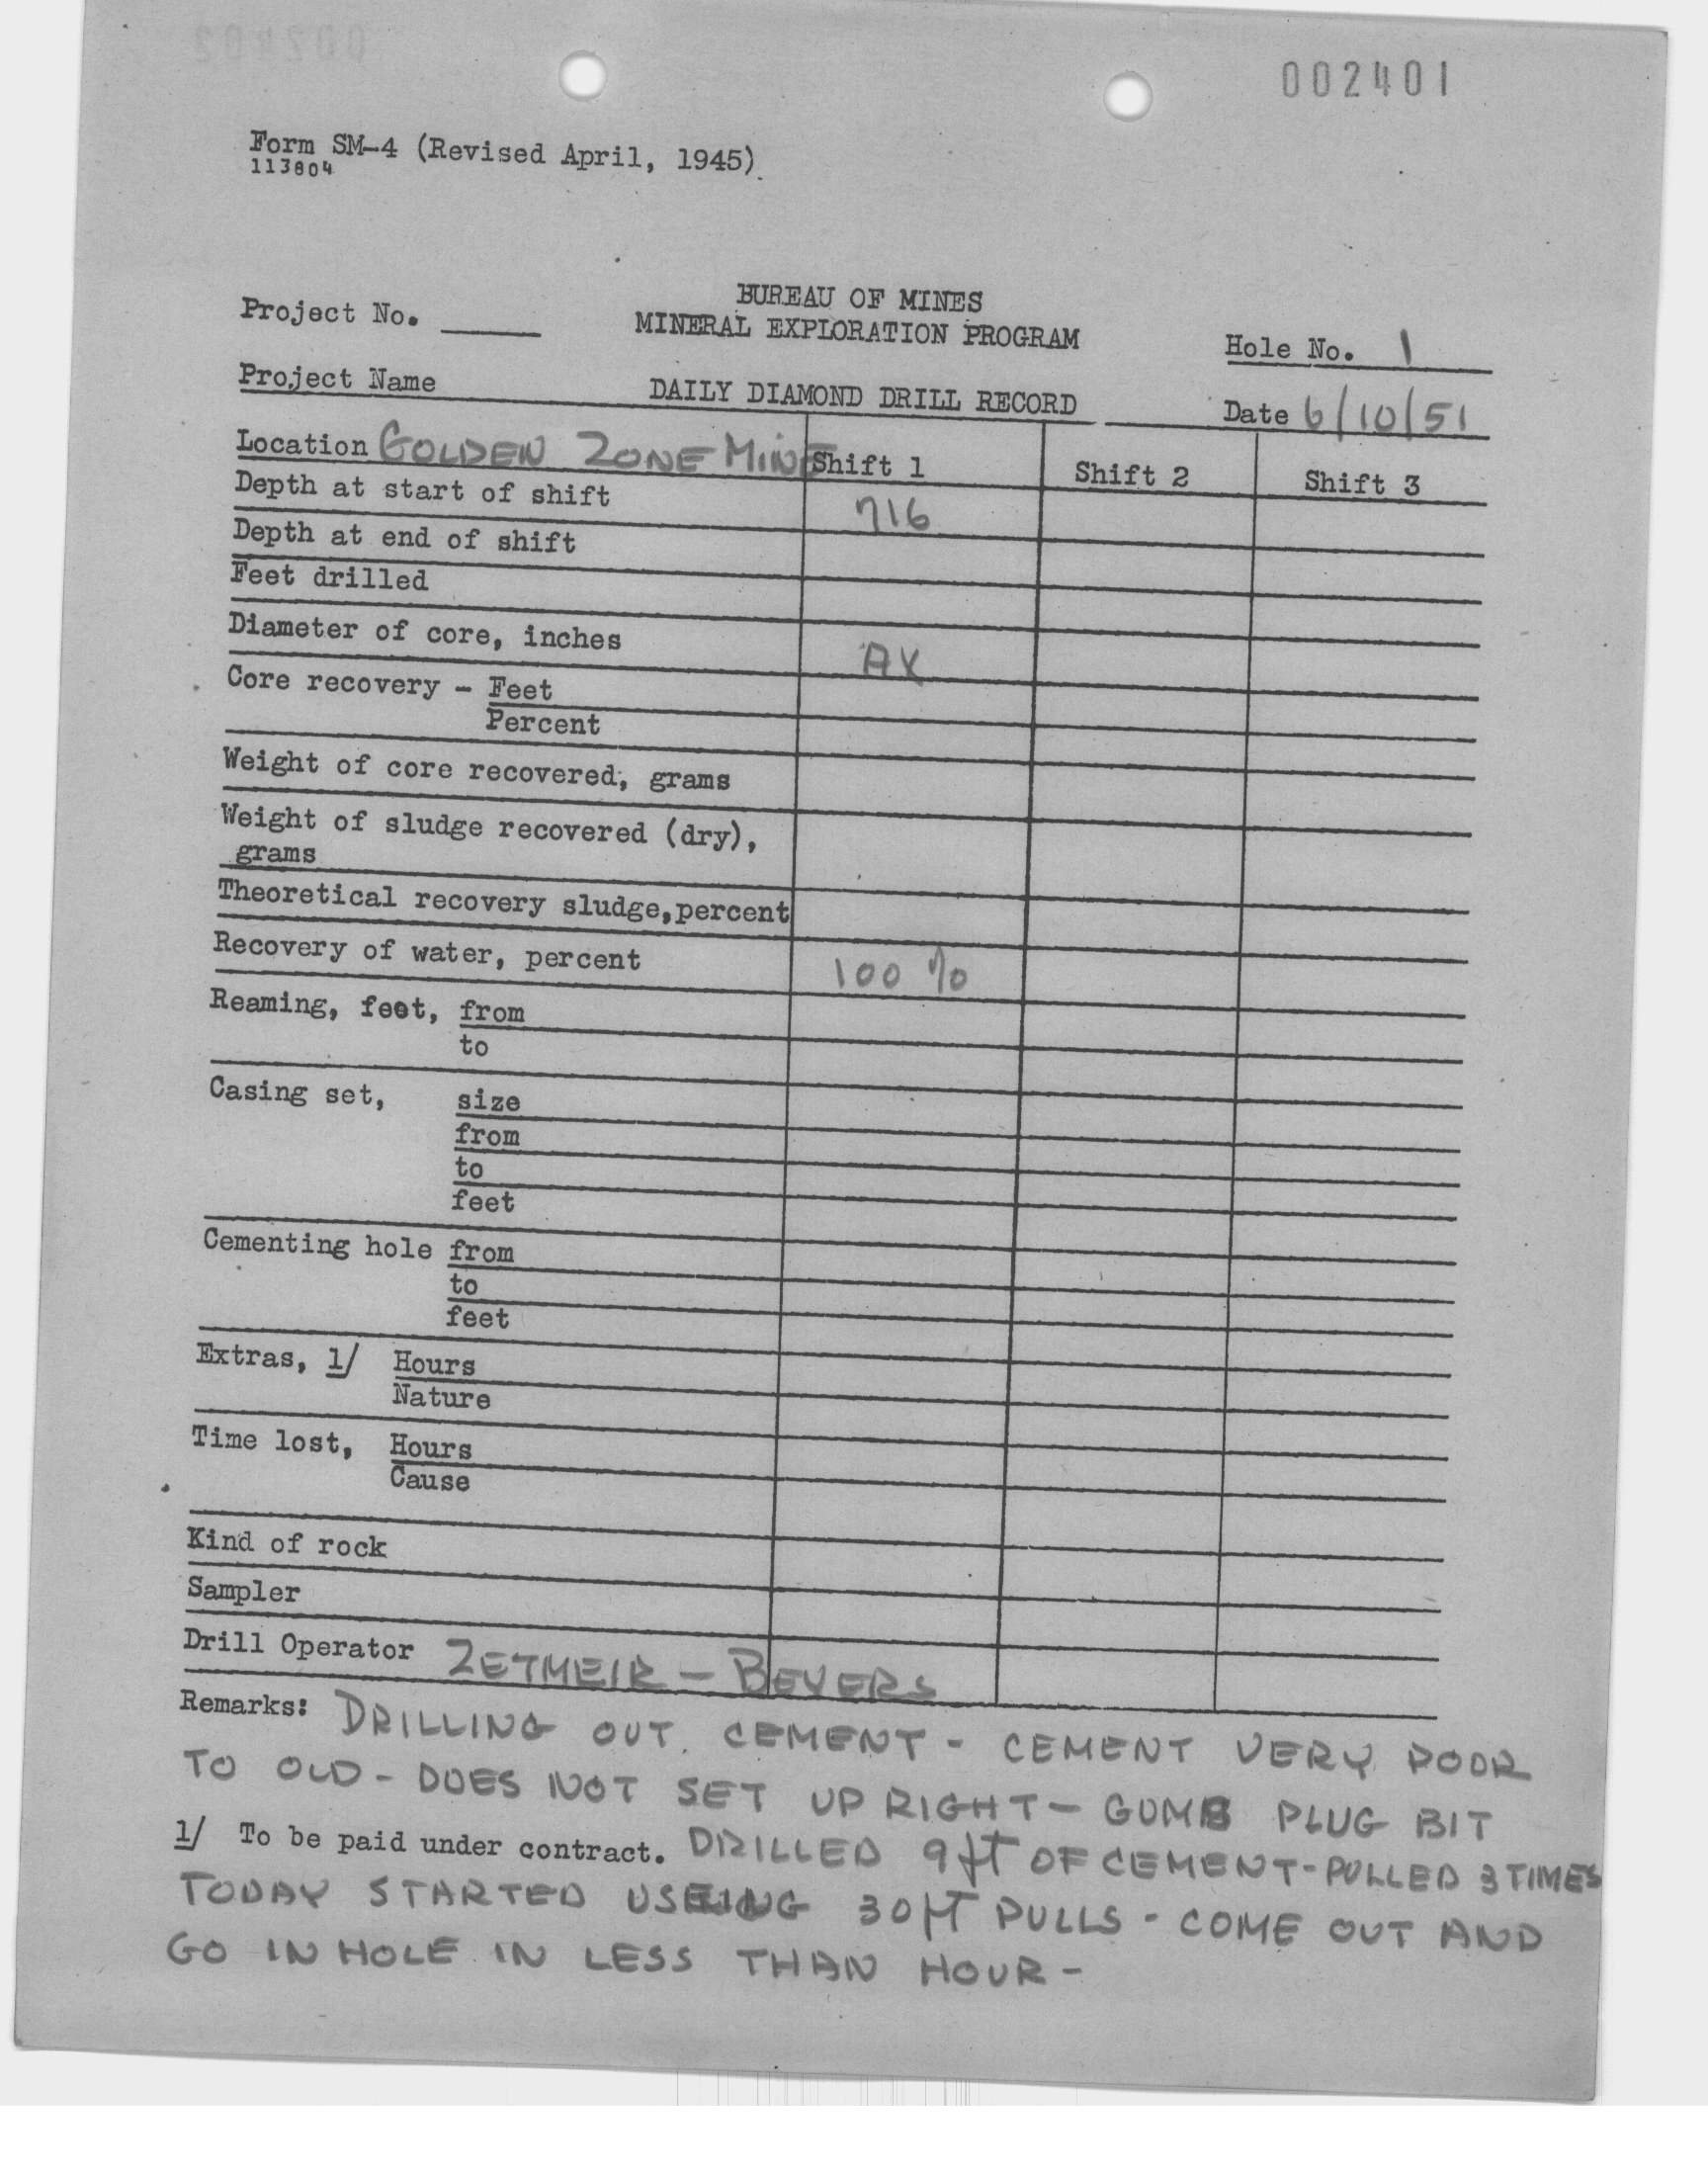 002401
Form SM-4 (Revised April, 1945)
113804
BUREAU OF MINES
Project No.
MINERAL EXPLORATION PROGRAM
Hole No. 1
Project Name
DAILY DIAMOND DRILL RECORD
Date 6/10/51
Location GOLDEN ZONE MINE Shift 1 Shift 2 Shift 3
Depth at start of shift 716
Depth at end of shift
Feet drilled
Diameter of core, inches AX
Core recovery - Feet
Percent
Weight of core recovered, grams
Weight of sludge recovered (dry),
grams
Theoretical recovery sludge, percent
Recovery of water, percent 100 %
Reaming, feet, from
to
Casing set, size
from
to
feet
Cementing hole from
to
feet
Extras, 1/ Hours
Nature
Time lost, Hours
Cause
Kind of rock
Sampler
Drill Operator ZETMEIR - BEVERS
Remarks: DRILLING OUT CEMENT - CEMENT VERY POOR
TO OLD - DOES NOT SET UP RIGHT - GUMS PLUG BIT
1/ To be paid under contract. DRILLED 9 ft OF CEMENT - PULLED 3 TIMES
TODAY STARTED USEING 30 ft PULLS - COME OUT AND
GO IN HOLE IN LESS THAN HOUR -